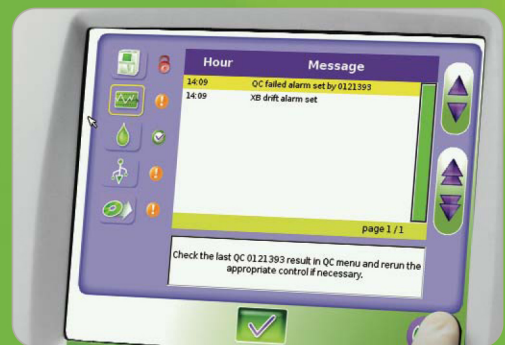 Hour Message
14:09 QC failed alarm set by 0121393
14:09 XB drift alarm set
page 1 / 1
Check the last QC 0121393 result in QC menu and rerun the
appropriate control if necessary.